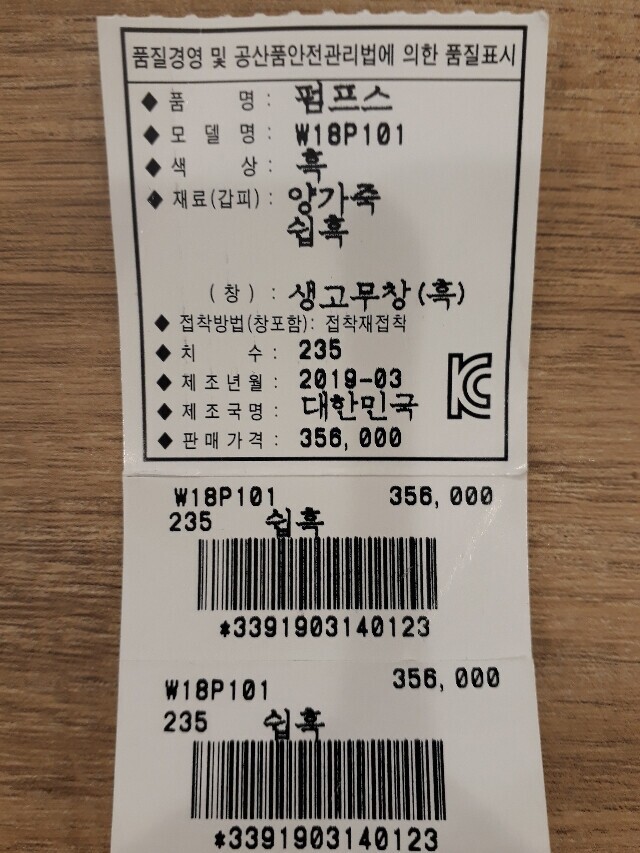 품질경영 및 공산품안전관리법에 의한 품질표시
◆ 품 명 : 펌프스
◆ 모 델 명 : W18P101
◆ 색 상 : 흑
◆ 재료(갑피) : 양가죽
쉽흑
(창) : 생고무창(흑)
◆ 접착방법(창포함): 접착재접착
◆ 치 수 : 235
◆ 제조년월 : 2019-03
◆ 제조국명 : 대한민국
◆ 판매가격 : 356,000
KC
W18P101 356,000
235 쉽흑
*3391903140123
W18P101 356,000
235 쉽흑
*3391903140123